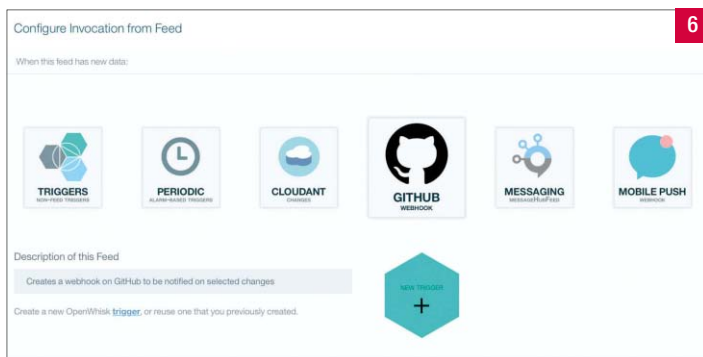 Configure Invocation from Feed
6
When this feed has new data:
TRIGGERS
NON-FEED TRIGGERS
PERIODIC
ALARM-BASED TRIGGERS
CLOUDANT
CHANGES
GITHUB
WEBHOOK
MESSAGING
MESSAGEHUBFEED
MOBILE PUSH
WEBHOOK
Description of this Feed
Creates a webhook on GitHub to be notified on selected changes
NEW TRIGGER
+
Create a new OpenWhisk trigger, or reuse one that you previously created.